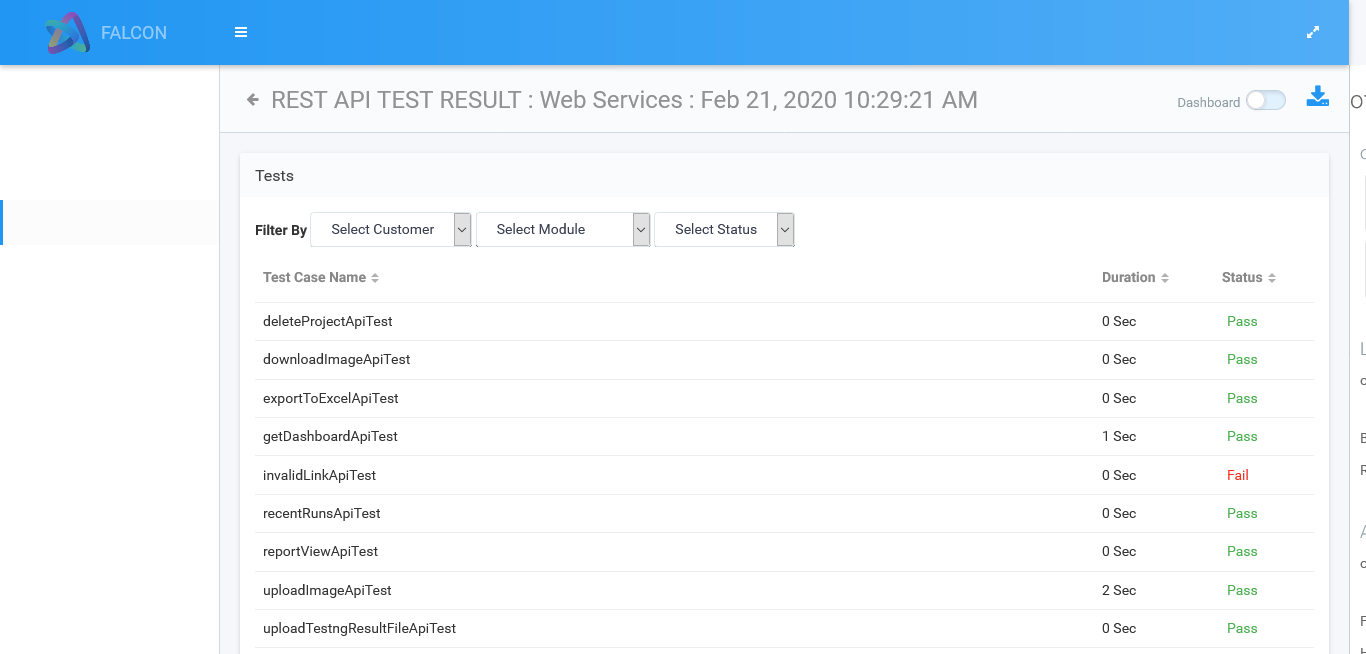 FALCON
REST API TEST RESULT : Web Services : Feb 21, 2020 10:29:21 AM
Dashboard
Tests
Filter By Select Customer Select Module Select Status
Test Case Name Duration Status
deleteProjectApiTest 0 Sec Pass
downloadImageApiTest 0 Sec Pass
exportToExcelApiTest 0 Sec Pass
getDashboardApiTest 1 Sec Pass
invalidLinkApiTest 0 Sec Fail
recentRunsApiTest 0 Sec Pass
reportViewApiTest 0 Sec Pass
uploadImageApiTest 2 Sec Pass
uploadTestngResultFileApiTest 0 Sec Pass